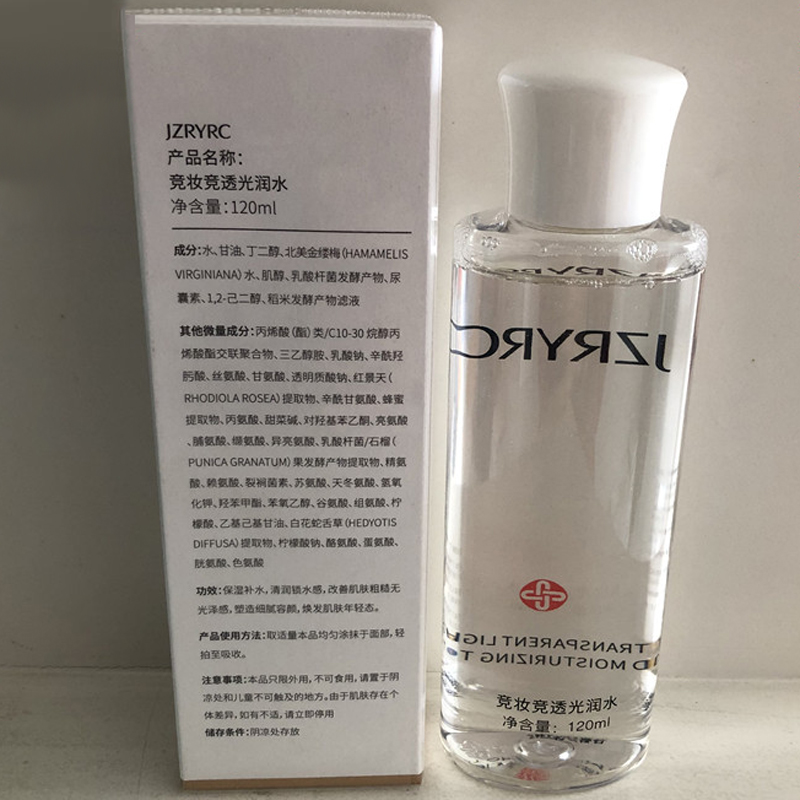 JZRYRC
产品名称：
竞妆竞透光润水
净含量：120ml
成分：水、甘油、丁二醇、北美金缕梅（HAMAMELIS
VIRGINIANA）水、肌醇、乳酸杆菌发酵产物、尿
囊素、1,2-己二醇、稻米发酵产物滤液
其他微量成分：丙烯酸（酯）类/C10-30 烷醇丙
烯酸酯交联聚合物、三乙醇胺、乳酸钠、辛酰羟
肟酸、丝氨酸、甘氨酸、透明质酸钠、红景天（
RHODIOLA ROSEA）提取物、辛酰甘氨酸、蜂蜜
提取物、丙氨酸、甜菜碱、对羟基苯乙酮、亮氨酸
、脯氨酸、缬氨酸、异亮氨酸、乳酸杆菌/石榴（
PUNICA GRANATUM）果发酵产物提取物、精氨
酸、赖氨酸、裂裥菌素、苏氨酸、天冬氨酸、氢氧
化钾、羟苯甲酯、苯氧乙醇、谷氨酸、组氨酸、柠
檬酸、乙基己基甘油、白花蛇舌草（HEDYOTIS
DIFFUSA）提取物、柠檬酸钠、酪氨酸、蛋氨酸、
胱氨酸、色氨酸
功效：保湿补水，清润锁水感，改善肌肤粗糙无
光泽感，塑造细腻容颜，焕发肌肤年轻态。
产品使用方法：取适量本品均匀涂抹于面部，轻
拍至吸收。
注意事项：本品只限外用，不可食用，请置于阴
凉处和儿童不可触及的地方。由于肌肤存在个
体差异，如有不适，请立即停用
储存条件：阴凉处存放
JZRYRC
TRANSPARENT LIGH
D MOISTURIZING T
竞妆竞透光润水
净含量：120ml